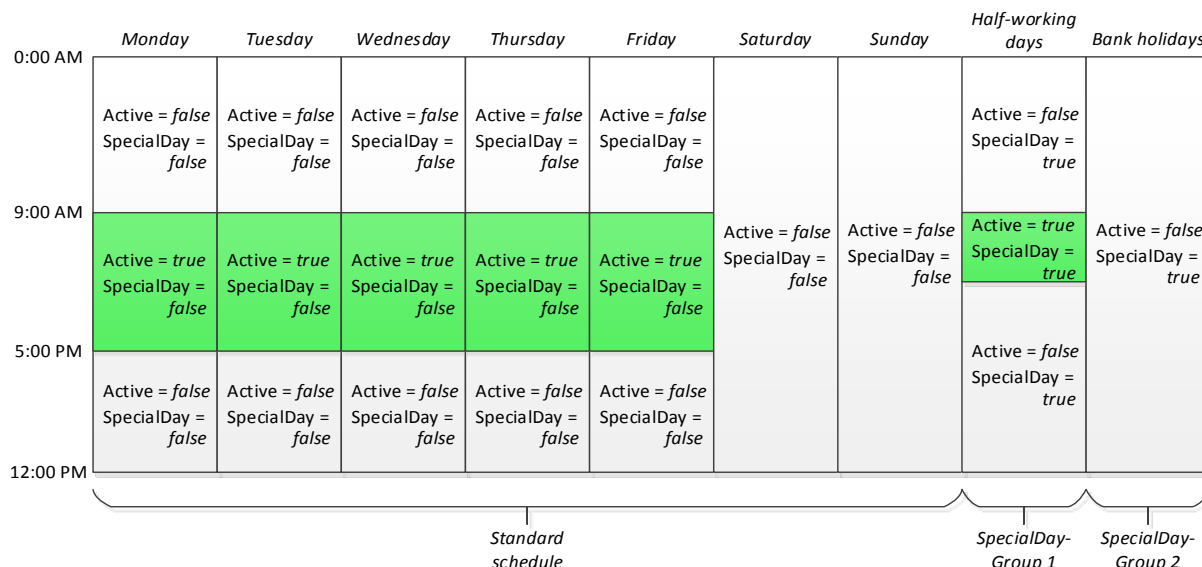 Monday
Tuesday
Wednesday
Thursday
Friday
Saturday
Sunday
Half-working
days
Bank holidays
0:00 AM
Active = false
SpecialDay =
false
Active = false
SpecialDay =
false
Active = false
SpecialDay =
false
Active = false
SpecialDay =
false
Active = false
SpecialDay =
false
Active = false
SpecialDay =
true
9:00 AM
Active = true
SpecialDay =
false
Active = true
SpecialDay =
false
Active = true
SpecialDay =
false
Active = true
SpecialDay =
false
Active = true
SpecialDay =
false
Active = false
SpecialDay =
false
Active = false
SpecialDay =
false
Active = true
SpecialDay =
true
Active = false
SpecialDay =
true
5:00 PM
Active = false
SpecialDay =
false
Active = false
SpecialDay =
false
Active = false
SpecialDay =
false
Active = false
SpecialDay =
false
Active = false
SpecialDay =
false
Active = false
SpecialDay =
true
12:00 PM
Standard
schedule
SpecialDay-
Group 1
SpecialDay-
Group 2